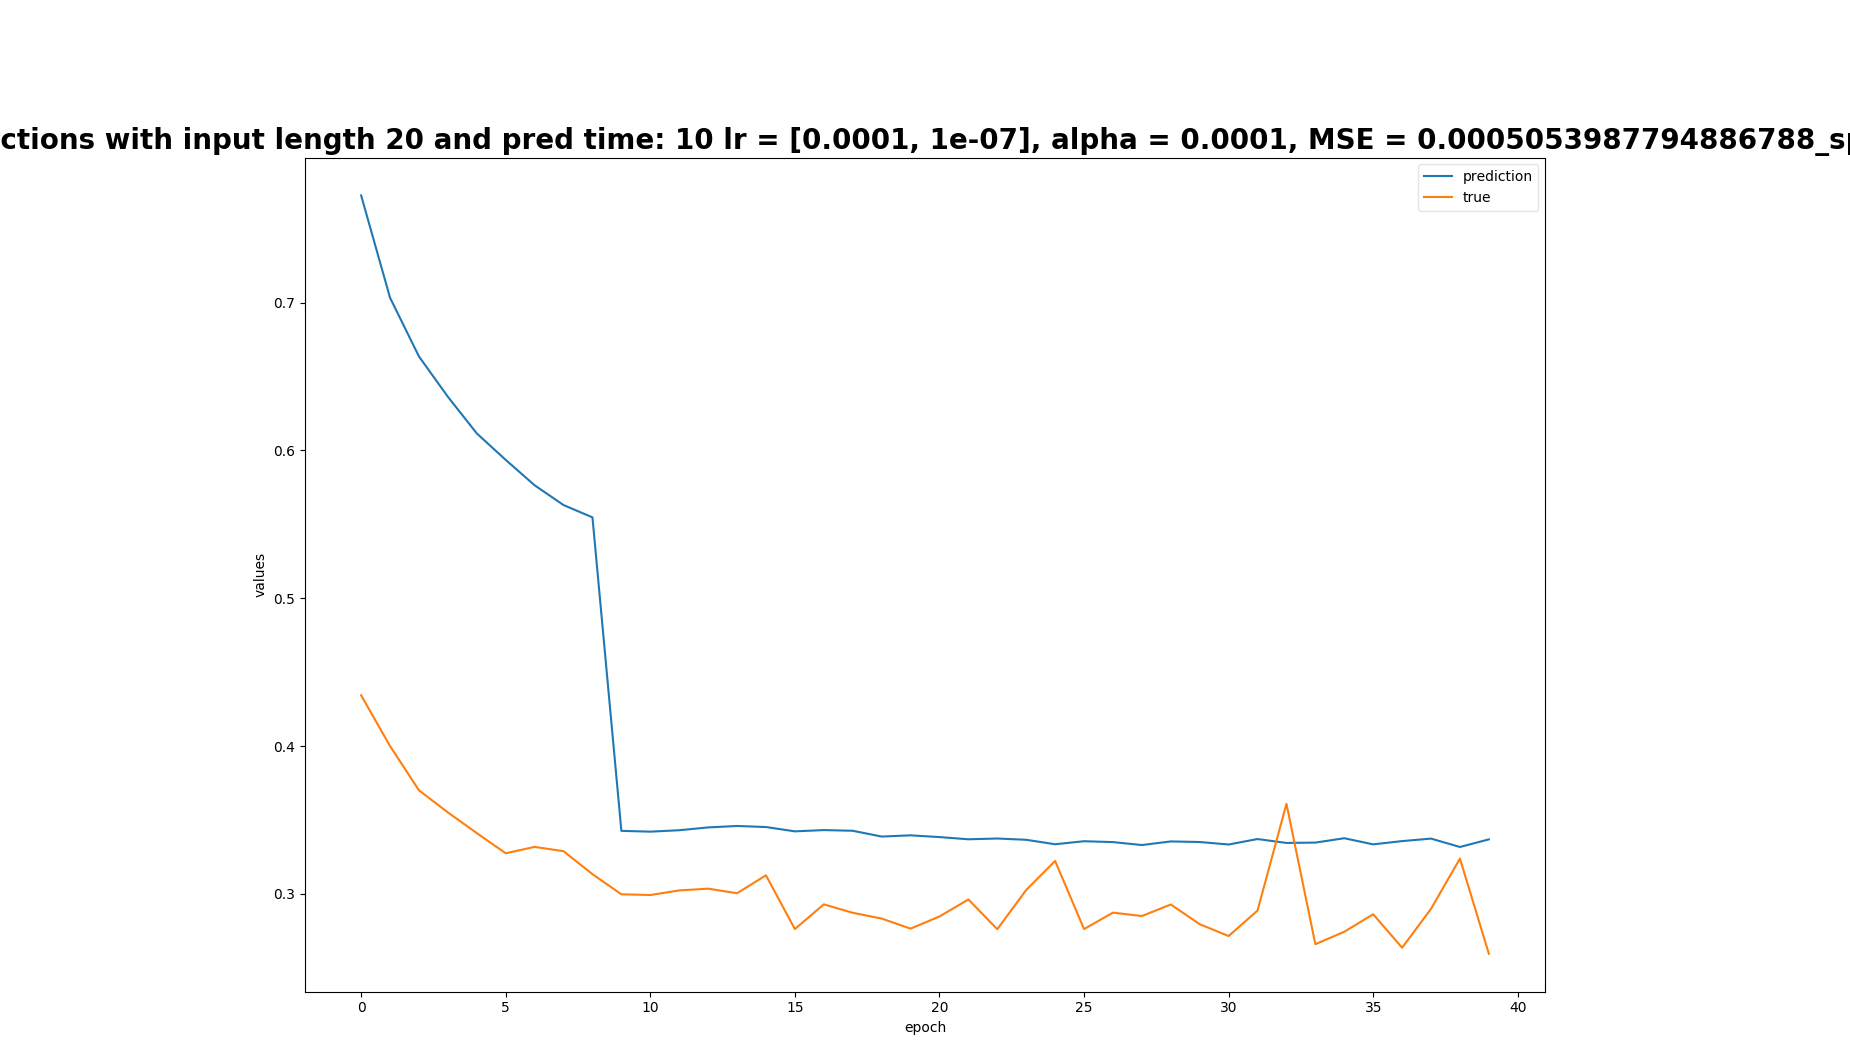 ctions with input length 20 and pred time: 10 lr = [0.0001, 1e-07], alpha = 0.0001, MSE = 0.0005053987794886788_sp
prediction
true
0.7
0.6
0.5
0.4
0.3
values
0 5 10 15 20 25 30 35 40
epoch